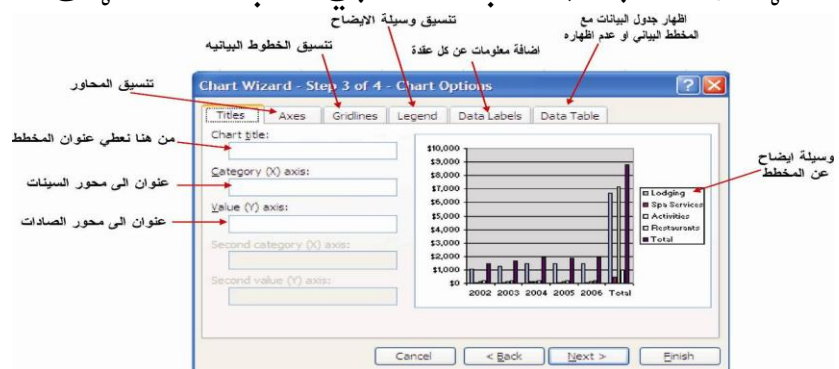 اظهار جدول البيانات مع
المخطط البياني او عدم اظهاره
تنسيق وسيلة الايضاح
اضافة معلومات عن كل عقدة
تنسيق الخطوط البيانيه
تنسيق المحاور
Chart Wizard - Step 3 of 4 - Chart Options
Titles Axes Gridlines Legend Data Labels Data Table
Chart title:
من هنا نعطي عنوان المخطط
Category (X) axis:
عنوان الى محور السينات
Value (Y) axis:
عنوان الى محور الصادات
Second category (X) axis:
Second value (Y) axis:
$10,000
$9,000
$8,000
$7,000
$6,000
$5,000
$4,000
$3,000
$2,000
$1,000
$0
2002 2003 2004 2005 2006 Total
Lodging
Spa Services
Activities
Restaurants
Total
وسيلة ايضاح
عن المخطط
Cancel < Back Next > Finish